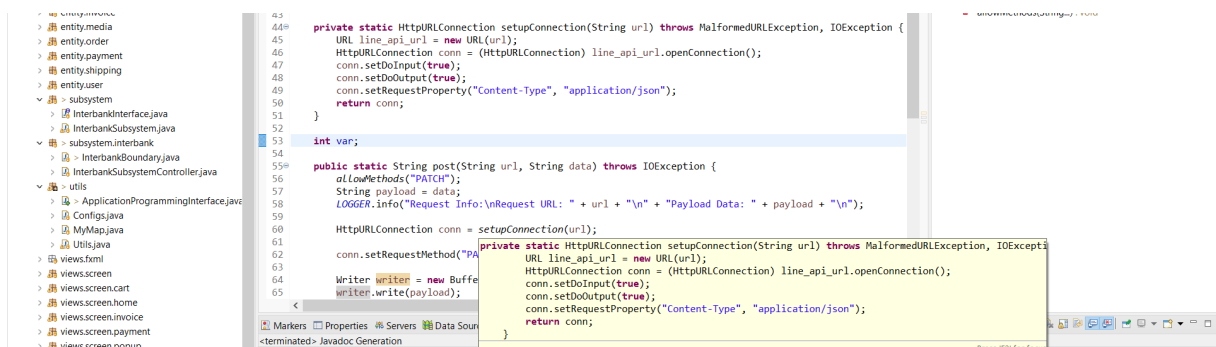 entity.invoice
entity.media
entity.order
entity.payment
entity.shipping
entity.user
> subsystem
InterbankInterface.java
InterbankSubsystem.java
> subsystem.interbank
> InterbankBoundary.java
InterbankSubsystemController.java
> utils
> ApplicationProgrammingInterface.java
Configs.java
MyMap.java
Utils.java
views.fxml
views.screen
views.screen.cart
views.screen.home
views.screen.invoice
views.screen.payment
views.screen.popup
43
44 private static HttpURLConnection setupConnection(String url) throws MalformedURLException, IOException {
45 URL line_api_url = new URL(url);
46 HttpURLConnection conn = (HttpURLConnection) line_api_url.openConnection();
47 conn.setDoInput(true);
48 conn.setDoOutput(true);
49 conn.setRequestProperty("Content-Type", "application/json");
50 return conn;
51 }
52
53 int var;
54
55 public static String post(String url, String data) throws IOException {
56 allowMethods("PATCH");
57 String payload = data;
58 LOGGER.info("Request Info:\nRequest URL: " + url + "\n" + "Payload Data: " + payload + "\n");
59
60 HttpURLConnection conn = setupConnection(url);
61
62 conn.setRequestMethod("PA
63
64 Writer writer = new Buffe
65 writer.write(payload);
private static HttpURLConnection setupConnection(String url) throws MalformedURLException, IOExcepti
URL line_api_url = new URL(url);
HttpURLConnection conn = (HttpURLConnection) line_api_url.openConnection();
conn.setDoInput(true);
conn.setDoOutput(true);
conn.setRequestProperty("Content-Type", "application/json");
return conn;
}
Markers Properties Servers Data Sour
<terminated> Javadoc Generation
allowMethods(String...) : void